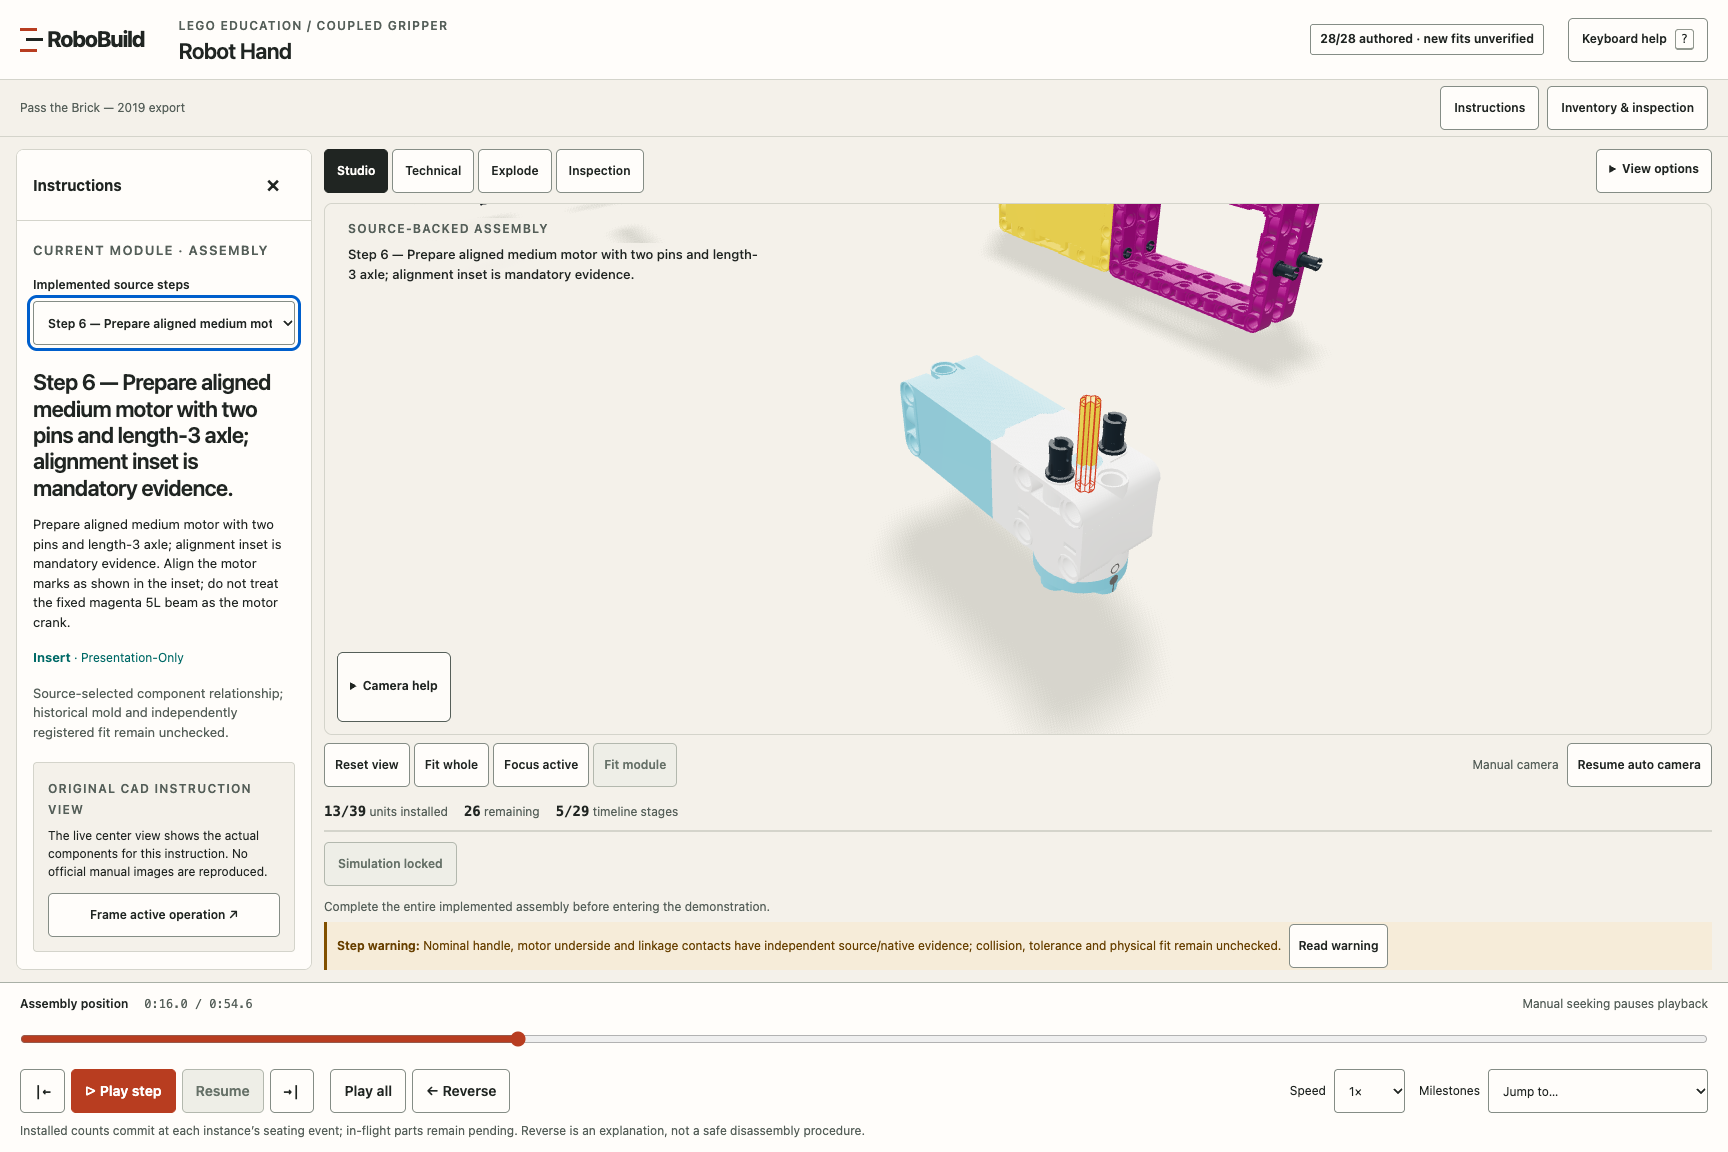 RoboBuild
LEGO EDUCATION / COUPLED GRIPPER
Robot Hand
28/28 authored · new fits unverified
Keyboard help ?
Pass the Brick — 2019 export
Instructions
Inventory & inspection
Instructions
×
CURRENT MODULE · ASSEMBLY
Implemented source steps
Step 6 — Prepare aligned medium mot
Step 6 — Prepare aligned
medium motor with two
pins and length-3 axle;
alignment inset is
mandatory evidence.
Prepare aligned medium motor with two
pins and length-3 axle; alignment inset is
mandatory evidence. Align the motor
marks as shown in the inset; do not treat
the fixed magenta 5L beam as the motor
crank.
Insert · Presentation-Only
Source-selected component relationship;
historical mold and independently
registered fit remain unchecked.
ORIGINAL CAD INSTRUCTION
VIEW
The live center view shows the actual
components for this instruction. No
official manual images are reproduced.
Frame active operation ↗
Studio
Technical
Explode
Inspection
▶ View options
SOURCE-BACKED ASSEMBLY
Step 6 — Prepare aligned medium motor with two pins and length-
3 axle; alignment inset is mandatory evidence.
▶ Camera help
Reset view
Fit whole
Focus active
Fit module
Manual camera
Resume auto camera
13/39 units installed 26 remaining 5/29 timeline stages
Simulation locked
Complete the entire implemented assembly before entering the demonstration.
Step warning: Nominal handle, motor underside and linkage contacts have independent source/native evidence; collision, tolerance and physical fit remain unchecked.
Read warning
Assembly position 0:16.0 / 0:54.6
Manual seeking pauses playback
|←
▷ Play step
Resume
→|
Play all
← Reverse
Speed 1×
Milestones Jump to...
Installed counts commit at each instance's seating event; in-flight parts remain pending. Reverse is an explanation, not a safe disassembly procedure.